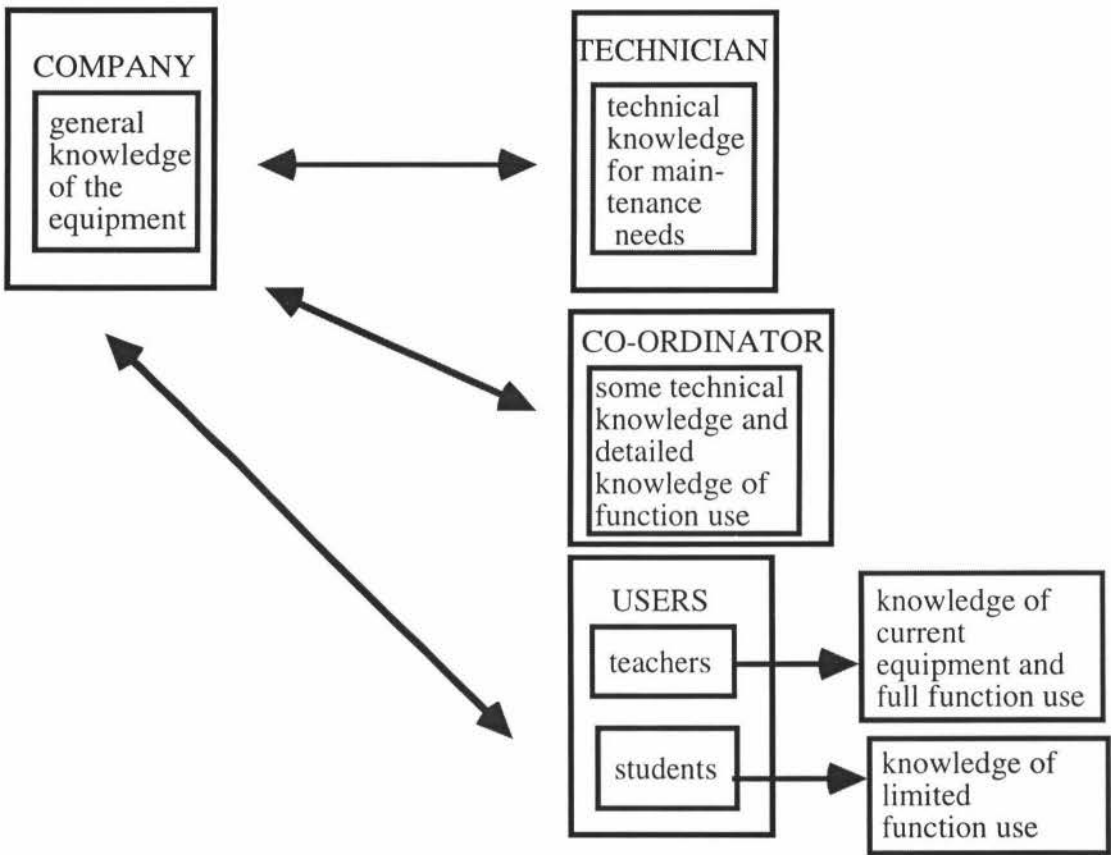 COMPANY
general
knowledge
of the
equipment
TECHNICIAN
technical
knowledge
for main-
tenance
needs
CO-ORDINATOR
some technical
knowledge and
detailed
knowledge of
function use
USERS
teachers
knowledge of
current
equipment and
full function use
students
knowledge of
limited
function use